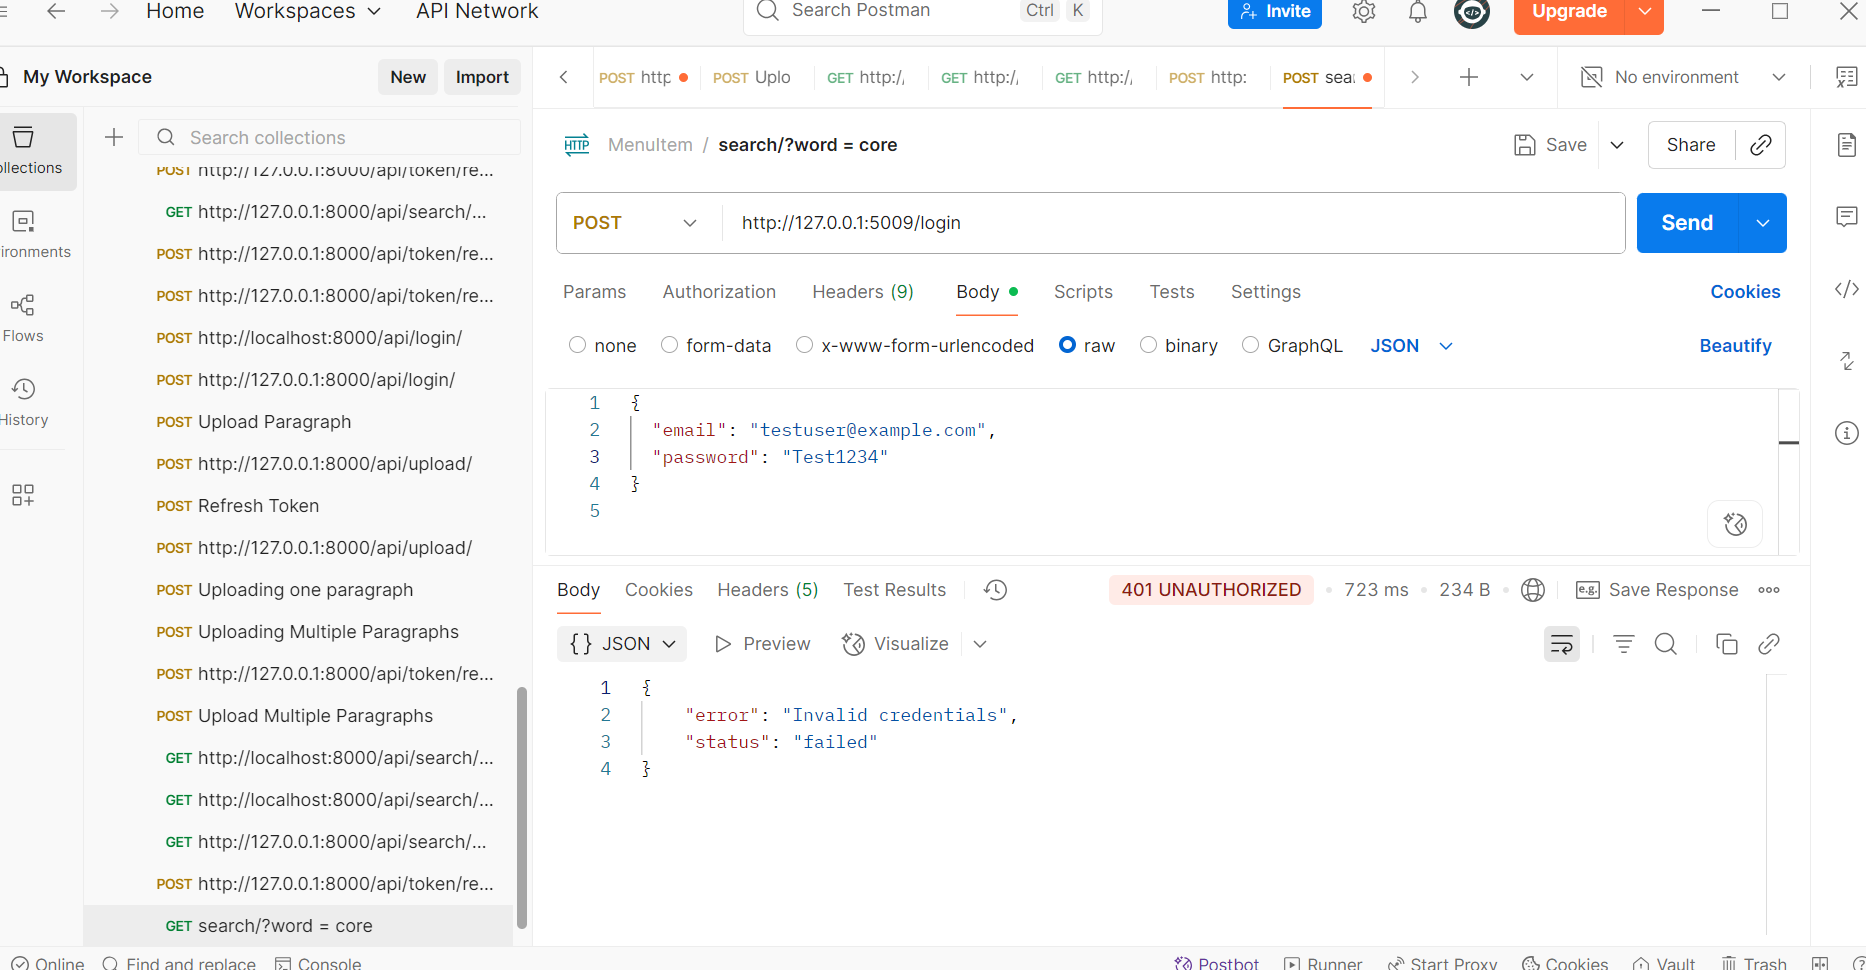 Home Workspaces API Network Search Postman Ctrl K Invite Upgrade
My Workspace New Import
POST http POST Uplo GET http:/, GET http:/, GET http:/, POST http: POST sea No environment
Search collections
ollections
ironments
Flows
History
POST http://127.0.0.1:8000/api/token/re...
GET http://127.0.0.1:8000/api/search/...
POST http://127.0.0.1:8000/api/token/re...
POST http://127.0.0.1:8000/api/token/re...
POST http://localhost:8000/api/login/
POST http://127.0.0.1:8000/api/login/
POST Upload Paragraph
POST http://127.0.0.1:8000/api/upload/
POST Refresh Token
POST http://127.0.0.1:8000/api/upload/
POST Uploading one paragraph
POST Uploading Multiple Paragraphs
POST http://127.0.0.1:8000/api/token/re...
POST Upload Multiple Paragraphs
GET http://localhost:8000/api/search/...
GET http://localhost:8000/api/search/...
GET http://127.0.0.1:8000/api/search/...
POST http://127.0.0.1:8000/api/token/re...
GET search/?word = core
HTTP MenuItem / search/?word = core Save Share
POST http://127.0.0.1:5009/login Send
Params Authorization Headers (9) Body Scripts Tests Settings Cookies
none form-data x-www-form-urlencoded raw binary GraphQL JSON Beautify
1 {
2 "email": "testuser@example.com",
3 "password": "Test1234"
4 }
5
Body Cookies Headers (5) Test Results 401 UNAUTHORIZED 723 ms 234 B e.g. Save Response
{} JSON Preview Visualize
1 {
2 "error": "Invalid credentials",
3 "status": "failed"
4 }
Online Find and replace Console Postbot Runner Start Proxy Cookies Vault Trash